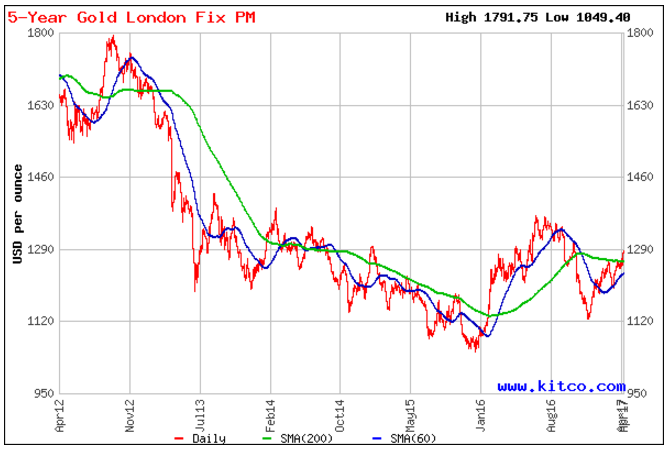 5-Year Gold London Fix PM High 1791.75 Low 1049.40
1800 1800
1630 1630
1460 1460
1290 1290
1120 1120
950 950
USD per ounce
www.kitco.com
Apr12 Nov12 Jul13 Feb14 Oct14 May15 Jan16 Aug16 Apr17
Daily SMA(200) SMA(60)